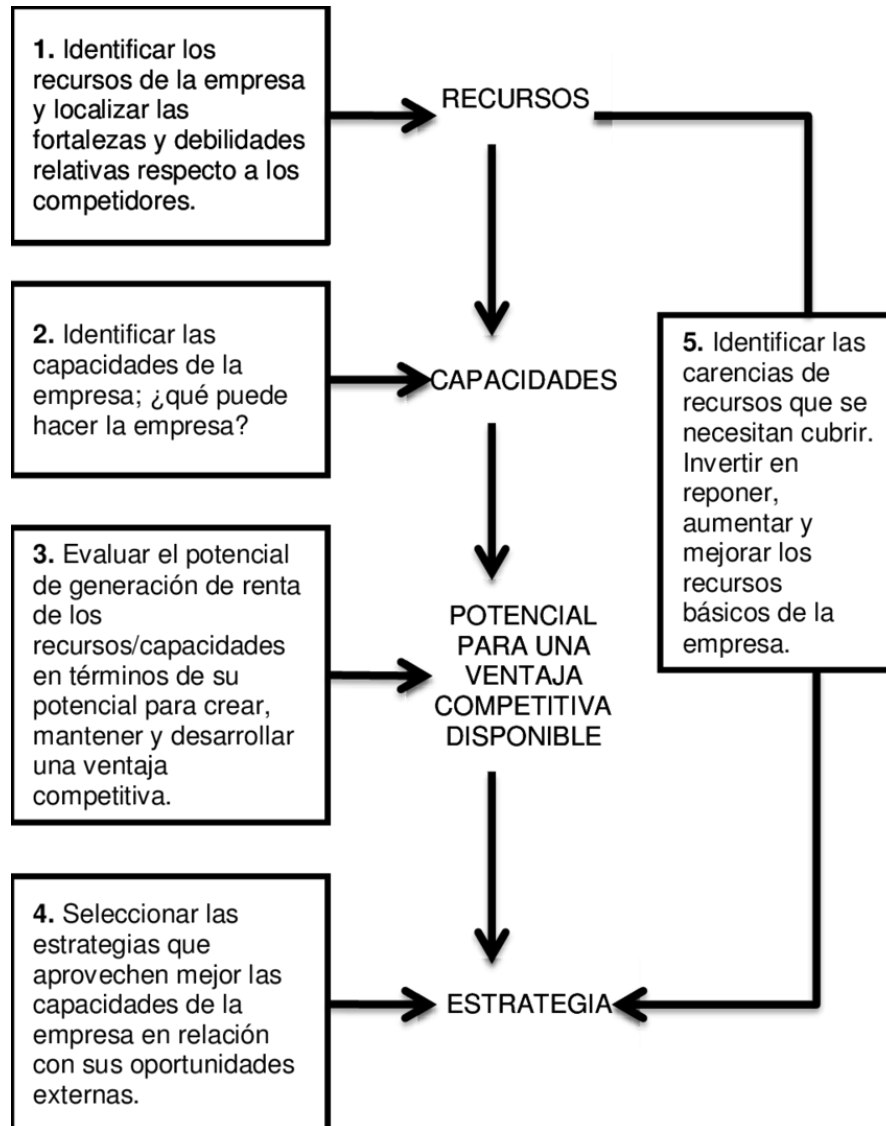 1. Identificar los
recursos de la empresa
y localizar las
fortalezas y debilidades
relativas respecto a los
competidores.
RECURSOS
2. Identificar las
capacidades de la
empresa; ¿qué puede
hacer la empresa?
CAPACIDADES
5. Identificar las
carencias de
recursos que se
necesitan cubrir.
Invertir en
reponer,
aumentar y
mejorar los
recursos
básicos de la
empresa.
3. Evaluar el potencial
de generación de renta
de los
recursos/capacidades
en términos de su
potencial para crear,
mantener y desarrollar
una ventaja
competitiva.
POTENCIAL
PARA UNA
VENTAJA
COMPETITIVA
DISPONIBLE
4. Seleccionar las
estrategias que
aprovechen mejor las
capacidades de la
empresa en relación
con sus oportunidades
externas.
ESTRATEGIA